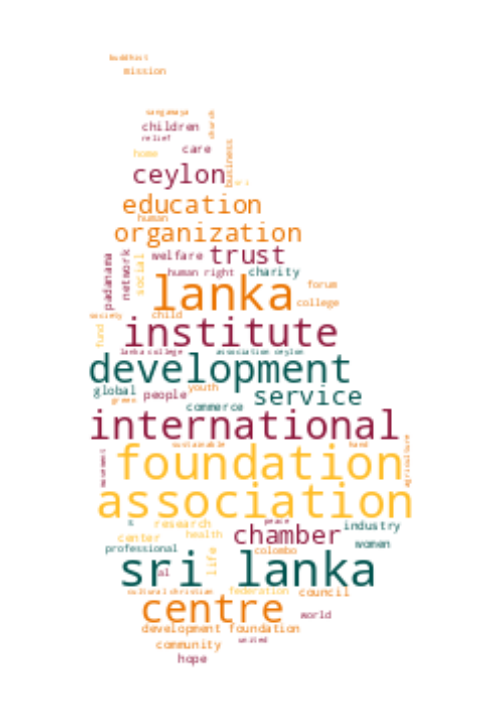 buddhist
mission
sangamaya
church
children
relief
care
home
business
ceylon
education
human
organization
welfare
trust
padanama
network
social
human right
charity
forum
lanka
college
society
child
fund
institute
lanka college
association ceylon
development
global
people
youth
green
service
commerce
international
sustainable
hand
agriculture
movement
foundation
association
s
research
peace
industry
center
health
chamber
women
professional
colombo
life
al
sri lanka
cultural christian
federation
council
centre
world
development foundation
community
united
hope